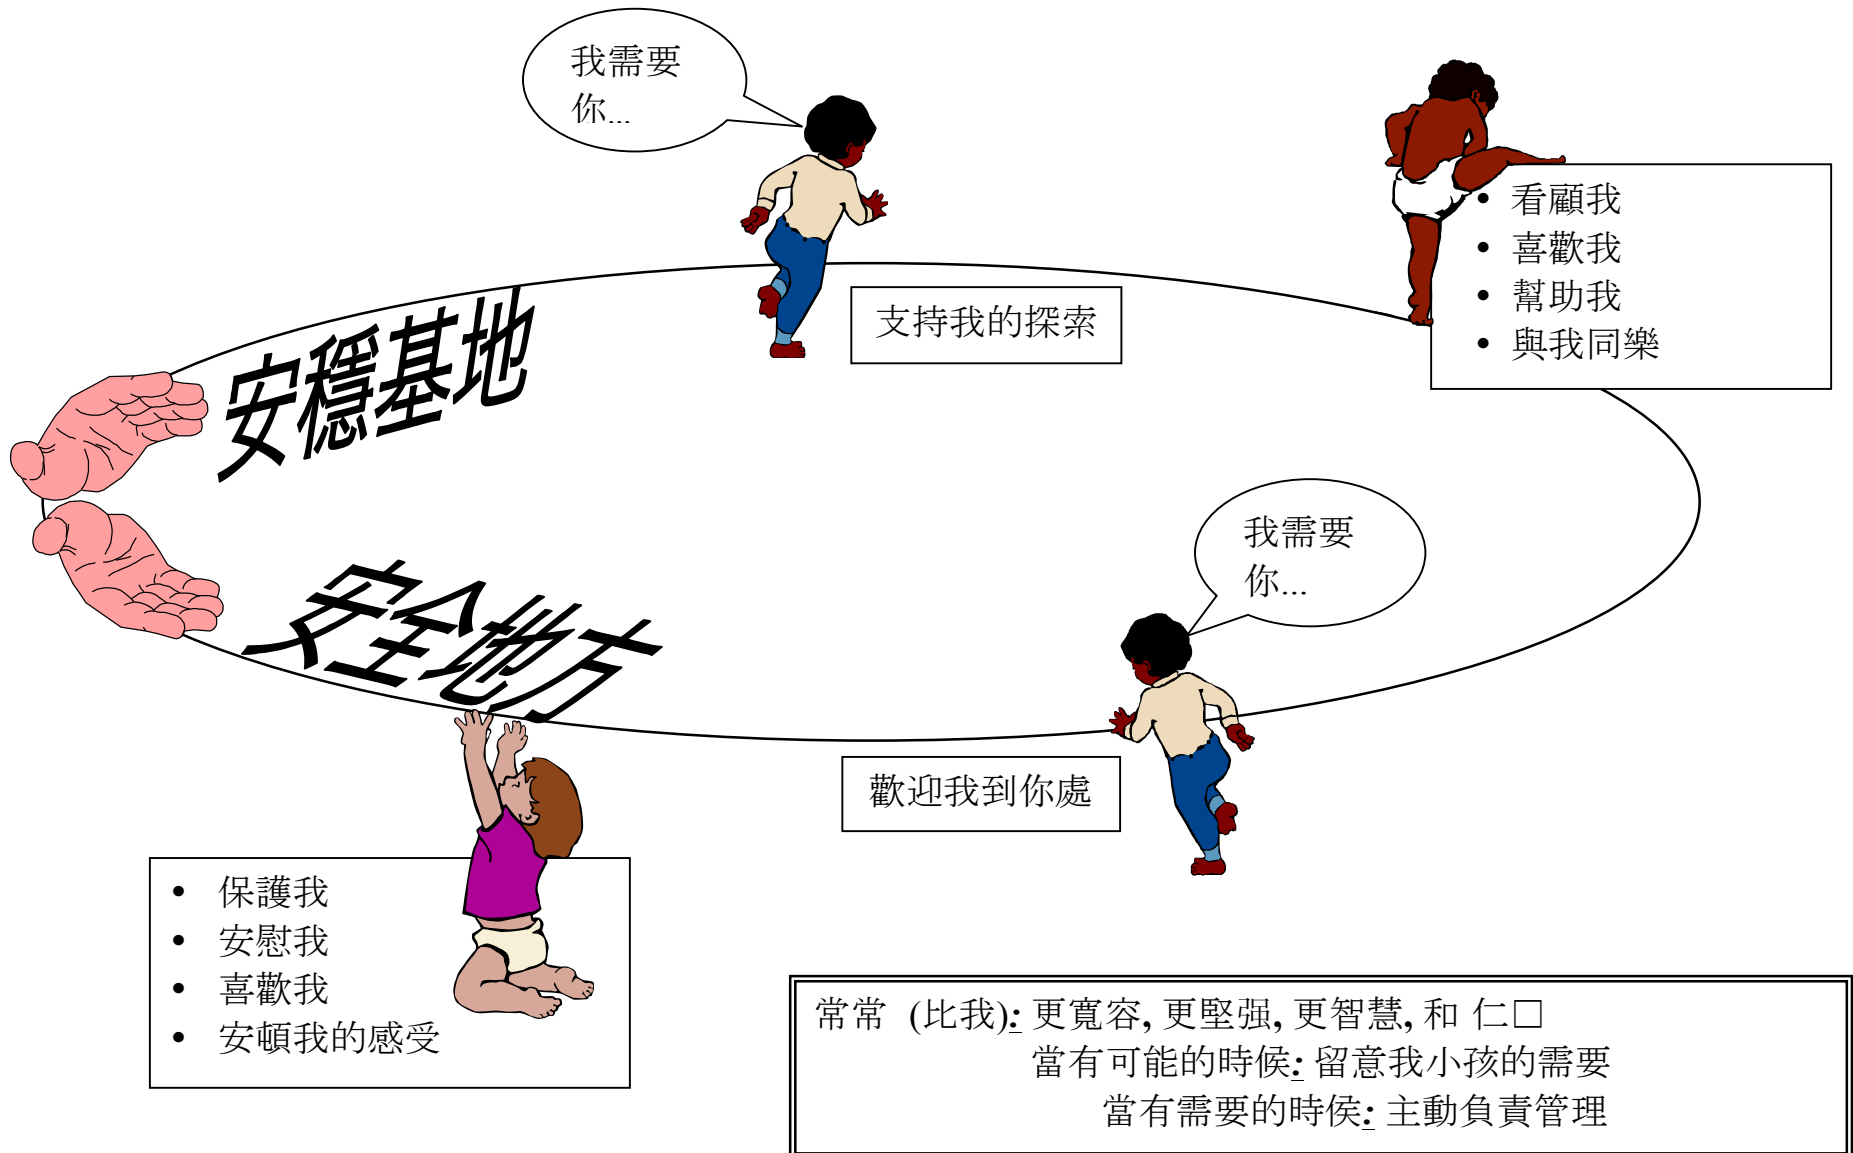 我需要
你...
看顧我
喜歡我
幫助我
與我同樂
支持我的探索
安穩基地
我需要
你...
安全地方
歡迎我到你處
• 保護我
• 安慰我
• 喜歡我
• 安頓我的感受
常常 (比我): 更寬容, 更堅强, 更智慧, 和 仁□
當有可能的時候: 留意我小孩的需要
當有需要的時侯: 主動負責管理